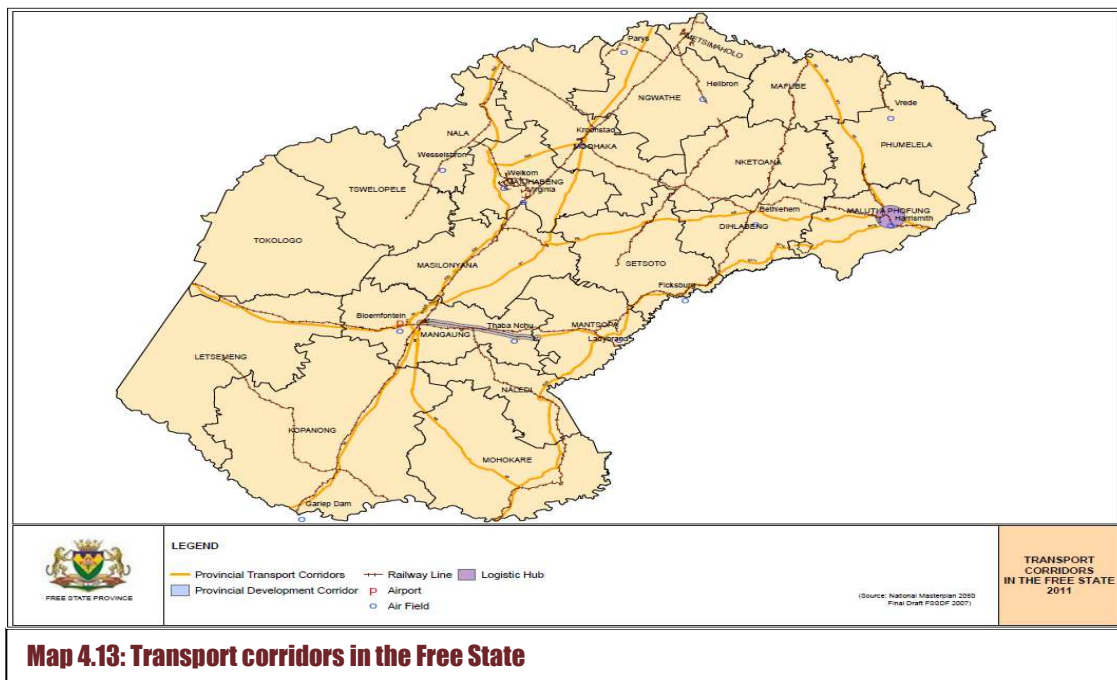 Parys
METSIMAHOLO
Heilbron
NGWATHE
MAFUBE
Vrede
NALA
Kroonstad
MOQHAKA
PHUMELELA
Wesselsbron
NKETOANA
Welkom
MATJHABENG
Virginia
TSWELOPELE
Bethlehem
MALUTI A PHOFUNG
Harrismith
DIHLABENG
TOKOLOGO
MASILONYANA
SETSOTO
Ficksburg
Bloemfontein
Thaba Nchu
MANTSOPA
MANGAUNG
Ladybrand
LETSEMENG
NALEDI
KOPANONG
MOHOKARE
Gariep Dam
FREE STATE PROVINCE
LEGEND
Provincial Transport Corridors
Railway Line
Logistic Hub
Provincial Development Corridor
P Airport
Air Field
(Source: National Masterplan 2050
Final Draft FSGDF 2007)
TRANSPORT
CORRIDORS
IN THE FREE STATE
2011
Map 4.13: Transport corridors in the Free State